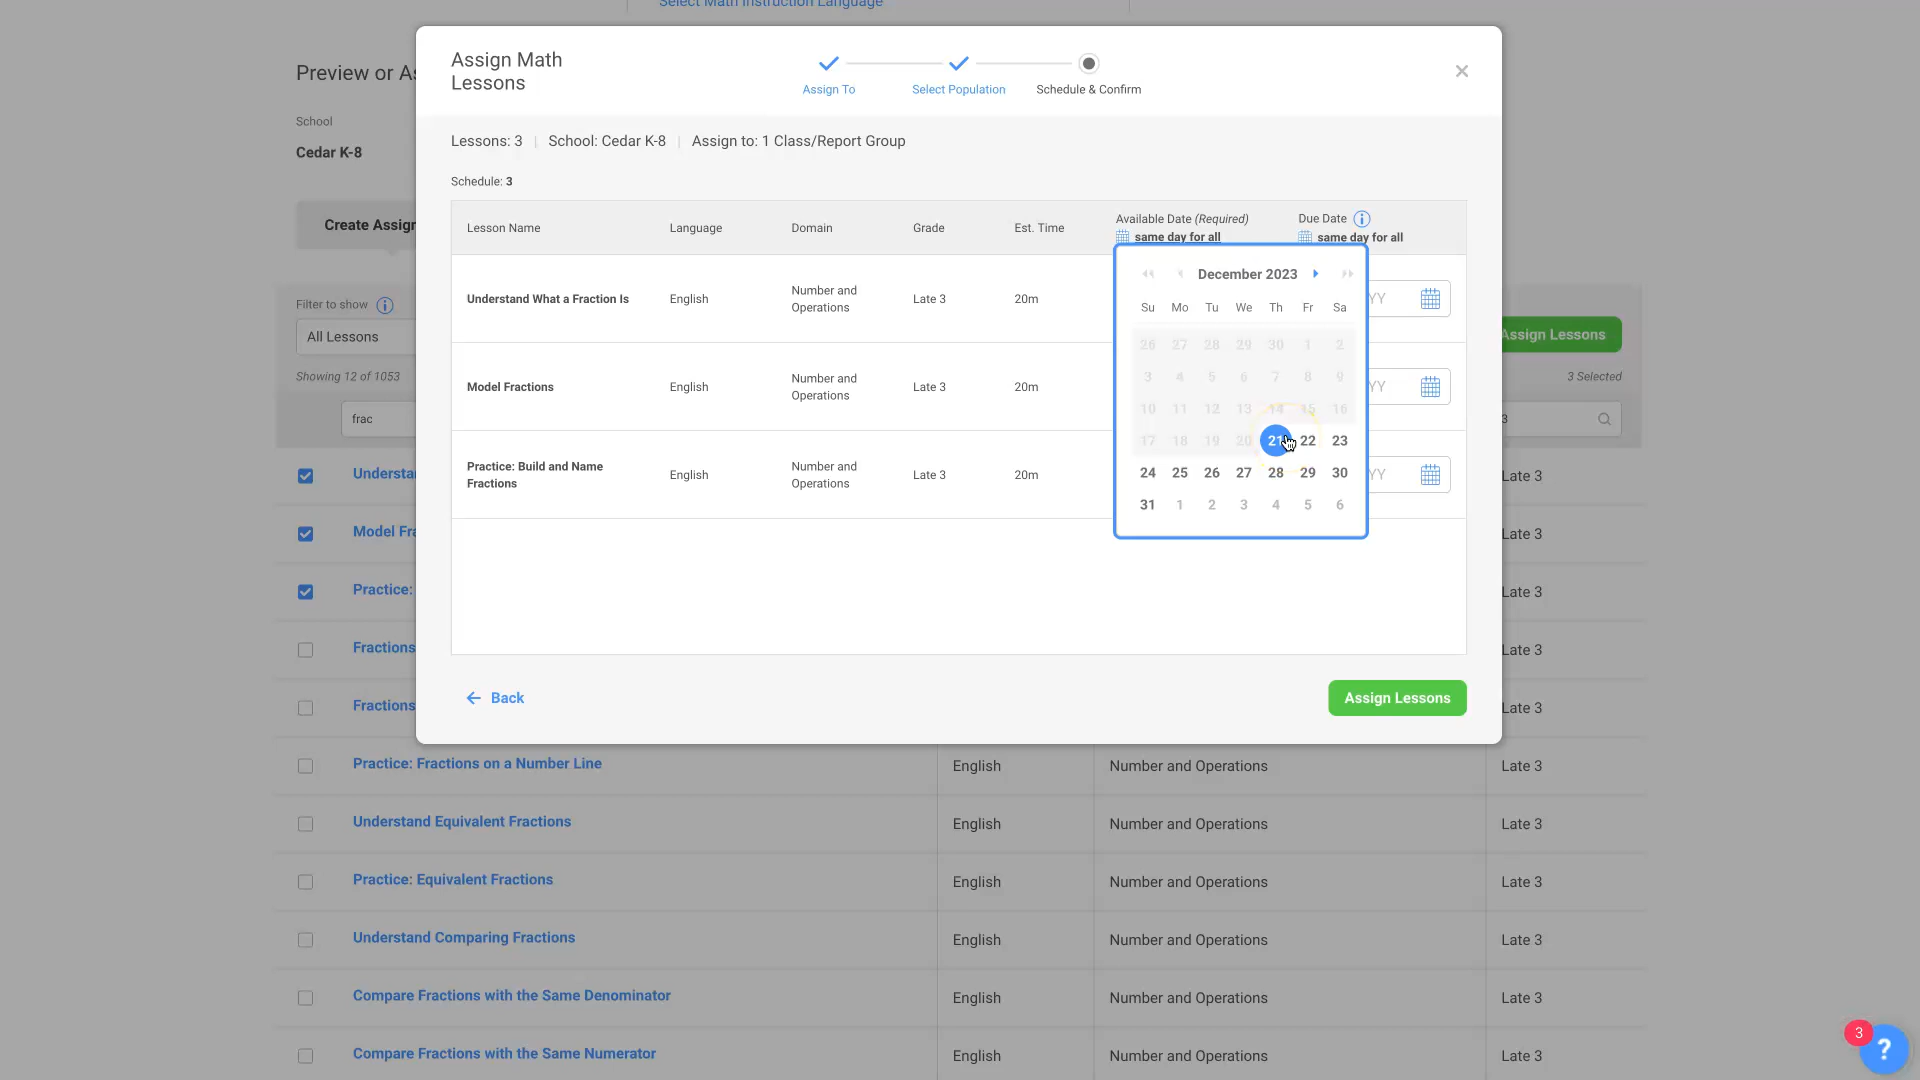 Select Math Instruction Language
Preview or As
School
Cedar K-8
Create Assign
Filter to show
All Lessons
Showing 12 of 1053
frac
Assign Lessons
3 Selected
3
Assign Math
Lessons
Assign To
Select Population
Schedule & Confirm
Lessons: 3 | School: Cedar K-8 | Assign to: 1 Class/Report Group
Schedule: 3
Lesson Name Language Domain Grade Est. Time Available Date (Required) Due Date
same day for all same day for all
Understand What a Fraction Is English Number and Operations Late 3 20m YY
Model Fractions English Number and Operations Late 3 20m YY
Practice: Build and Name Fractions English Number and Operations Late 3 20m YY
December 2023
Su Mo Tu We Th Fr Sa
26 27 28 29 30 1 2
3 4 5 6 7 8 9
10 11 12 13 14 15 16
17 18 19 20 21 22 23
24 25 26 27 28 29 30
31 1 2 3 4 5 6
Back
Assign Lessons
Understa Late 3
Model Fra Late 3
Practice: Late 3
Fractions Late 3
Fractions Late 3
Practice: Fractions on a Number Line English Number and Operations Late 3
Understand Equivalent Fractions English Number and Operations Late 3
Practice: Equivalent Fractions English Number and Operations Late 3
Understand Comparing Fractions English Number and Operations Late 3
Compare Fractions with the Same Denominator English Number and Operations Late 3
Compare Fractions with the Same Numerator English Number and Operations Late 3
3
?